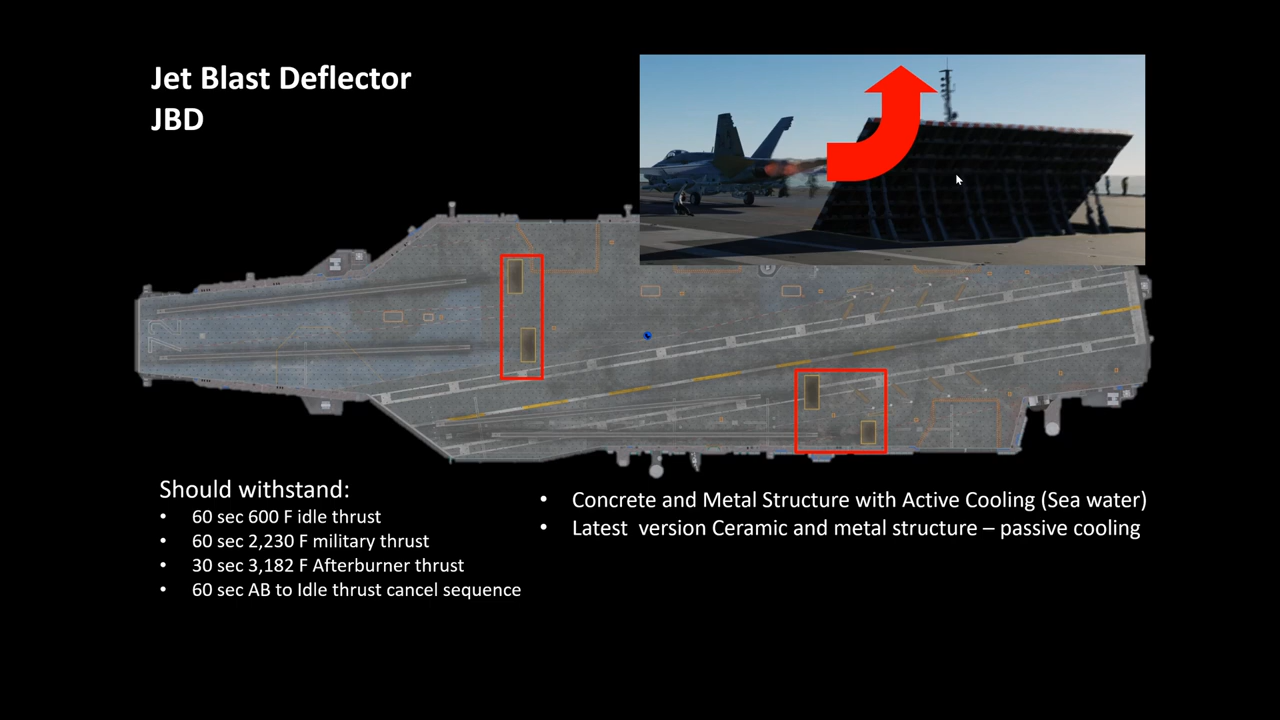 Jet Blast Deflector
JBD
Should withstand:
• 60 sec 600 F idle thrust
• 60 sec 2,230 F military thrust
• 30 sec 3,182 F Afterburner thrust
• 60 sec AB to Idle thrust cancel sequence
• Concrete and Metal Structure with Active Cooling (Sea water)
• Latest version Ceramic and metal structure – passive cooling